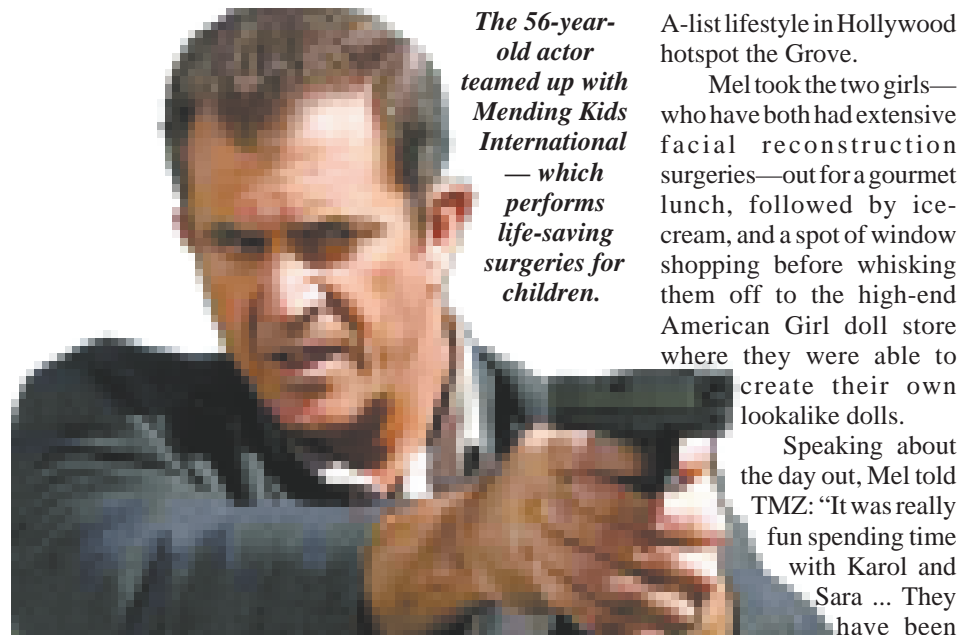 The 56-year-
old actor
teamed up with
Mending Kids
International
— which
performs
life-saving
surgeries for
children.
A-list lifestyle in Hollywood
hotspot the Grove.
Mel took the two girls—
who have both had extensive
facial reconstruction
surgeries—out for a gourmet
lunch, followed by ice-
cream, and a spot of window
shopping before whisking
them off to the high-end
American Girl doll store
where they were able to
create their own
lookalike dolls.
Speaking about
the day out, Mel told
TMZ: “It was really
fun spending time
with Karol and
Sara ... They
have been